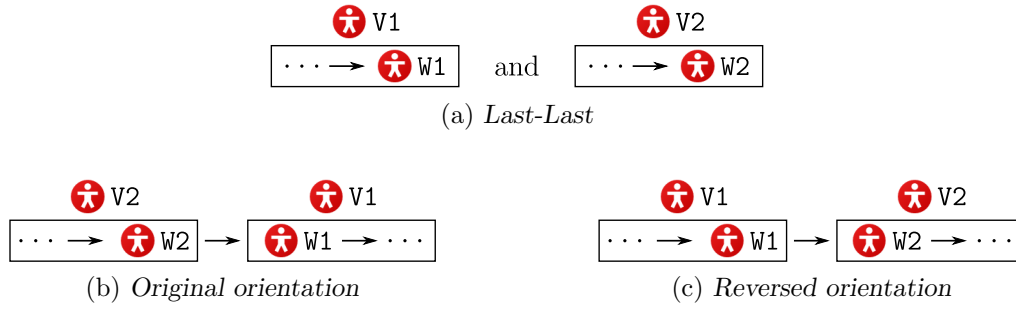 V1 V2
··· W1 and ··· W2
(a) Last-Last
V2 V1 V1 V2
··· W2 W1 ··· ··· W1 W2 ···
(b) Original orientation (c) Reversed orientation